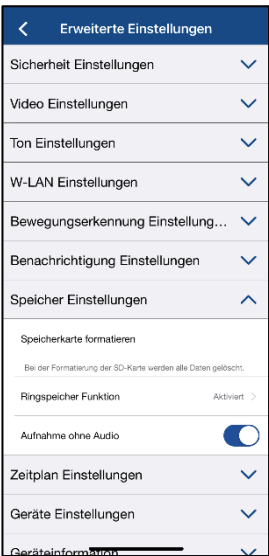 Erweiterte Einstellungen
Sicherheit Einstellungen
Video Einstellungen
Ton Einstellungen
W-LAN Einstellungen
Bewegungserkennung Einstellung...
Benachrichtigung Einstellungen
Speicher Einstellungen
Speicherkarte formatieren
Bei der Formatierung der SD-Karte werden alle Daten gelöscht.
Ringspeicher Funktion Aktiviert
Aufnahme ohne Audio
Zeitplan Einstellungen
Geräte Einstellungen
Geräteinformation